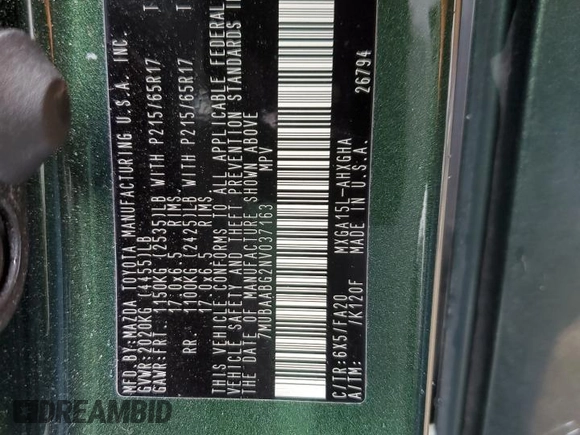 MFD.BY:MAZDA TOYOTA MANUFACTURING U.S.A. INC.
GVWR:2020KG (4455)LB
GAWR:FRT. 1150KG (2535)LB WITH P215/65R17
17.0X6.5 RIMS,
RR. 1100KG (2425)LB WITH P215/65R17
17.0X6.5 RIMS,
THIS VEHICLE CONFORMS TO ALL APPLICABLE FEDERAL
VEHICLE SAFETY AND THEFT PREVENTION STANDARDS
DATE OF MANUFACTURE SHOWN ABOVE
7MUBAABG2NV037163 MPV
C/TR:6X5/FA20 MXGA15L-AHXGHA
A/TM: /K120F MADE IN U.S.A. 26794
DREAMBID